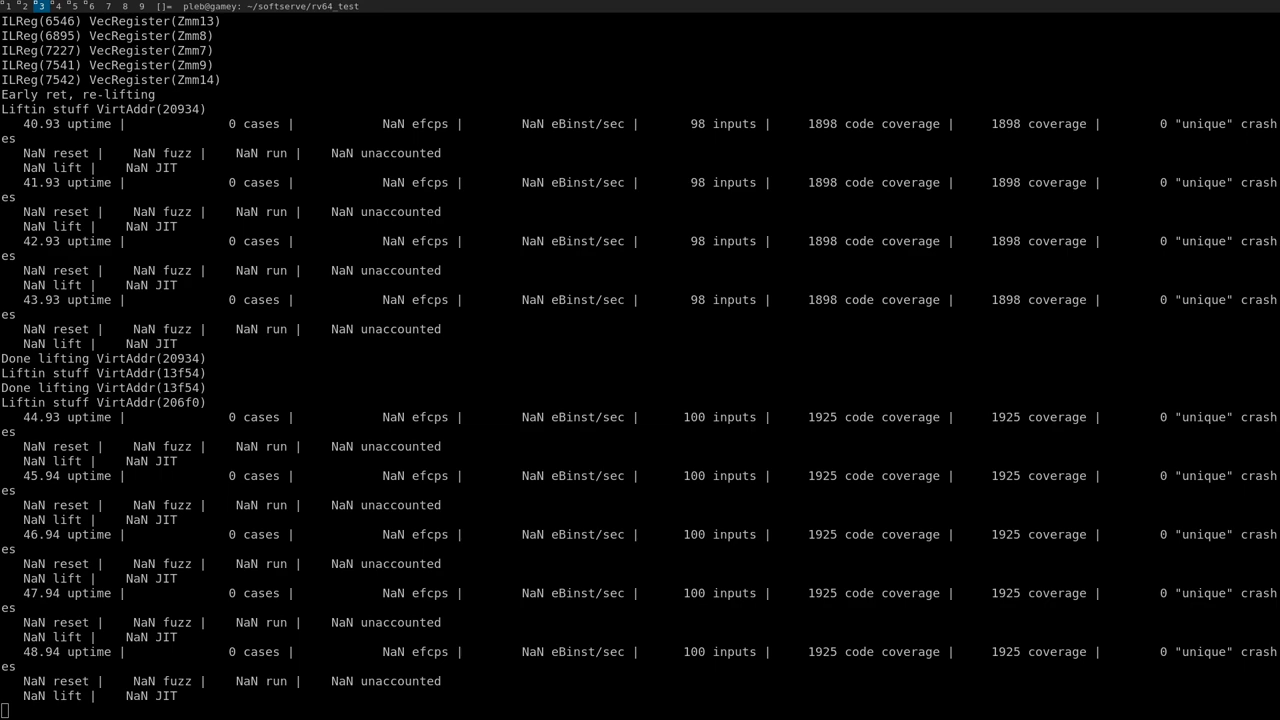 1 2 3 4 5 6 7 8 9 []= pleb@gamey: ~/softserve/rv64_test
ILReg(6546) VecRegister(Zmm13)
ILReg(6895) VecRegister(Zmm8)
ILReg(7227) VecRegister(Zmm7)
ILReg(7541) VecRegister(Zmm9)
ILReg(7542) VecRegister(Zmm14)
Early ret, re-lifting
Liftin stuff VirtAddr(20934)
40.93 uptime | 0 cases | NaN efcps | NaN eBinst/sec | 98 inputs | 1898 code coverage | 1898 coverage | 0 "unique" crash
es
NaN reset | NaN fuzz | NaN run | NaN unaccounted
NaN lift | NaN JIT
41.93 uptime | 0 cases | NaN efcps | NaN eBinst/sec | 98 inputs | 1898 code coverage | 1898 coverage | 0 "unique" crash
es
NaN reset | NaN fuzz | NaN run | NaN unaccounted
NaN lift | NaN JIT
42.93 uptime | 0 cases | NaN efcps | NaN eBinst/sec | 98 inputs | 1898 code coverage | 1898 coverage | 0 "unique" crash
es
NaN reset | NaN fuzz | NaN run | NaN unaccounted
NaN lift | NaN JIT
43.93 uptime | 0 cases | NaN efcps | NaN eBinst/sec | 98 inputs | 1898 code coverage | 1898 coverage | 0 "unique" crash
es
NaN reset | NaN fuzz | NaN run | NaN unaccounted
NaN lift | NaN JIT
Done lifting VirtAddr(20934)
Liftin stuff VirtAddr(13f54)
Done lifting VirtAddr(13f54)
Liftin stuff VirtAddr(206f0)
44.93 uptime | 0 cases | NaN efcps | NaN eBinst/sec | 100 inputs | 1925 code coverage | 1925 coverage | 0 "unique" crash
es
NaN reset | NaN fuzz | NaN run | NaN unaccounted
NaN lift | NaN JIT
45.94 uptime | 0 cases | NaN efcps | NaN eBinst/sec | 100 inputs | 1925 code coverage | 1925 coverage | 0 "unique" crash
es
NaN reset | NaN fuzz | NaN run | NaN unaccounted
NaN lift | NaN JIT
46.94 uptime | 0 cases | NaN efcps | NaN eBinst/sec | 100 inputs | 1925 code coverage | 1925 coverage | 0 "unique" crash
es
NaN reset | NaN fuzz | NaN run | NaN unaccounted
NaN lift | NaN JIT
47.94 uptime | 0 cases | NaN efcps | NaN eBinst/sec | 100 inputs | 1925 code coverage | 1925 coverage | 0 "unique" crash
es
NaN reset | NaN fuzz | NaN run | NaN unaccounted
NaN lift | NaN JIT
48.94 uptime | 0 cases | NaN efcps | NaN eBinst/sec | 100 inputs | 1925 code coverage | 1925 coverage | 0 "unique" crash
es
NaN reset | NaN fuzz | NaN run | NaN unaccounted
NaN lift | NaN JIT